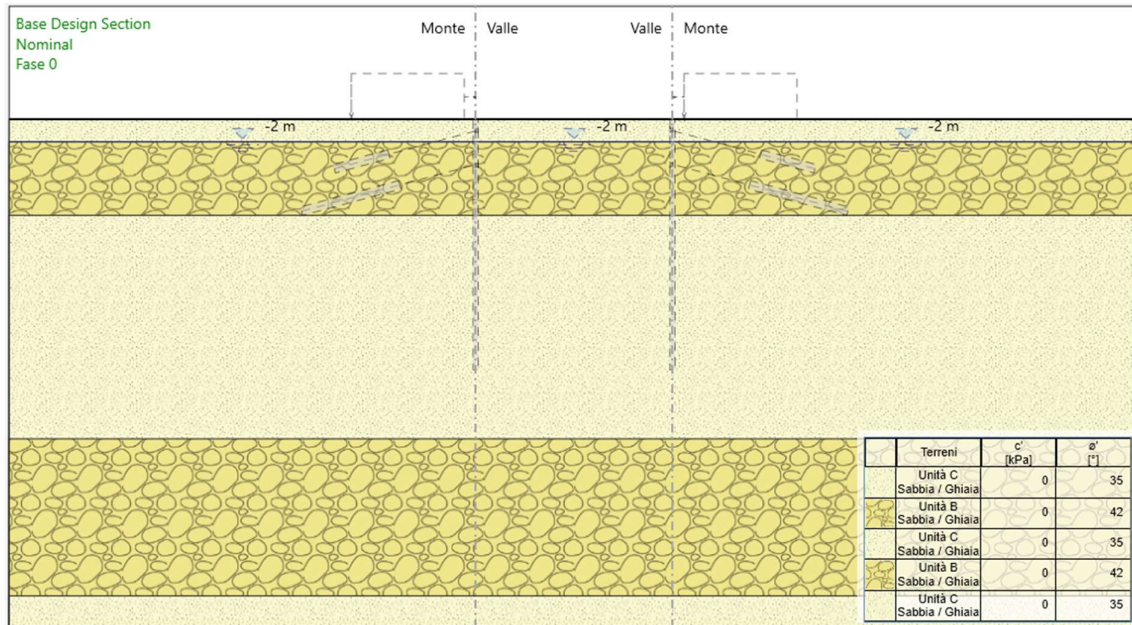 Base Design Section
Nominal
Fase 0
Monte Valle Valle Monte
-2 m -2 m -2 m
Terreni c' ø'
[kPa] [°]
Unità C
Sabbia / Ghiaia 0 35
Unità B
Sabbia / Ghiaia 0 42
Unità C
Sabbia / Ghiaia 0 35
Unità B
Sabbia / Ghiaia 0 42
Unità C
Sabbia / Ghiaia 0 35